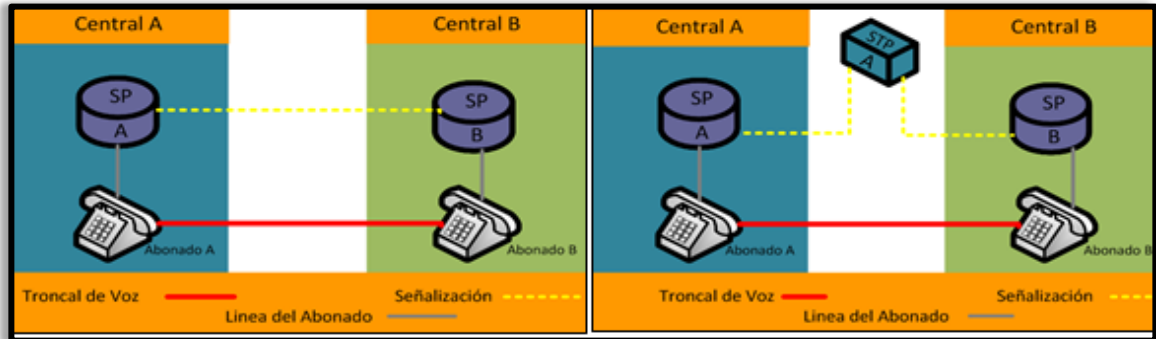 Central A
Central B
SP
A
SP
B
Abonado A
Abonado B
Troncal de Voz
Señalización
Linea del Abonado
Central A
STP
A
Central B
SP
A
SP
B
Abonado A
Abonado B
Troncal de Voz
Señalización
Linea del Abonado